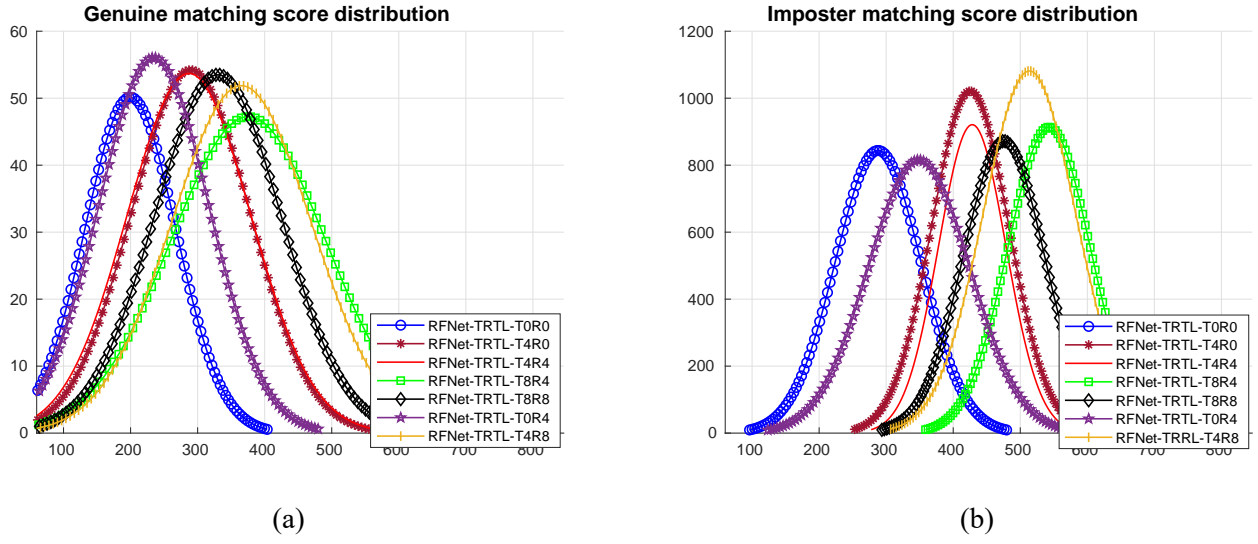 Genuine matching score distribution
60
50
40
30
20
10
0
100 200 300 400 500 600 700 800
RFNet-TRTL-T0R0
RFNet-TRTL-T4R0
RFNet-TRTL-T4R4
RFNet-TRTL-T8R4
RFNet-TRTL-T8R8
RFNet-TRTL-T0R4
RFNet-TRTL-T4R8
(a)
Imposter matching score distribution
1200
1000
800
600
400
200
0
100 200 300 400 500 600 700 800
RFNet-TRTL-T0R0
RFNet-TRTL-T4R0
RFNet-TRTL-T4R4
RFNet-TRTL-T8R4
RFNet-TRTL-T8R8
RFNet-TRTL-T0R4
RFNet-TRRL-T4R8
(b)